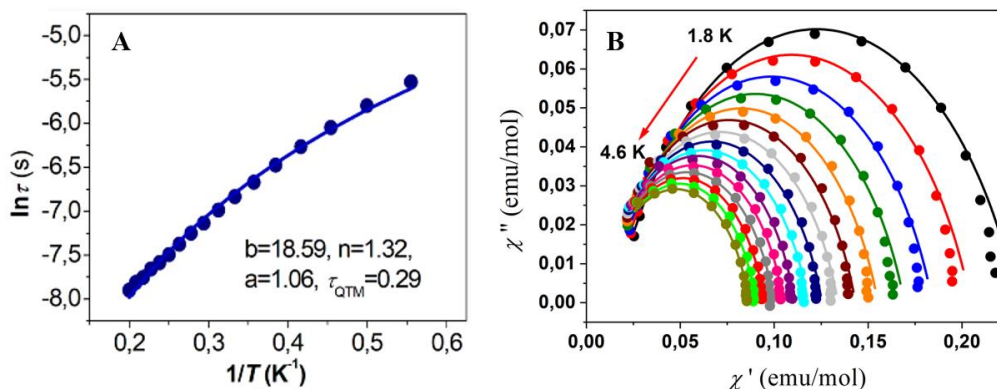 A
-5,0
-5,5
-6,0
-6,5
-7,0
-7,5
-8,0
lnτ (s)
b=18.59, n=1.32,
a=1.06, τQTM=0.29
0,2 0,3 0,4 0,5 0,6
1/T (K-1)
B
0,07
0,06
0,05
0,04
0,03
0,02
0,01
0,00
χ" (emu/mol)
1.8 K
4.6 K
0,00 0,05 0,10 0,15 0,20
χ' (emu/mol)